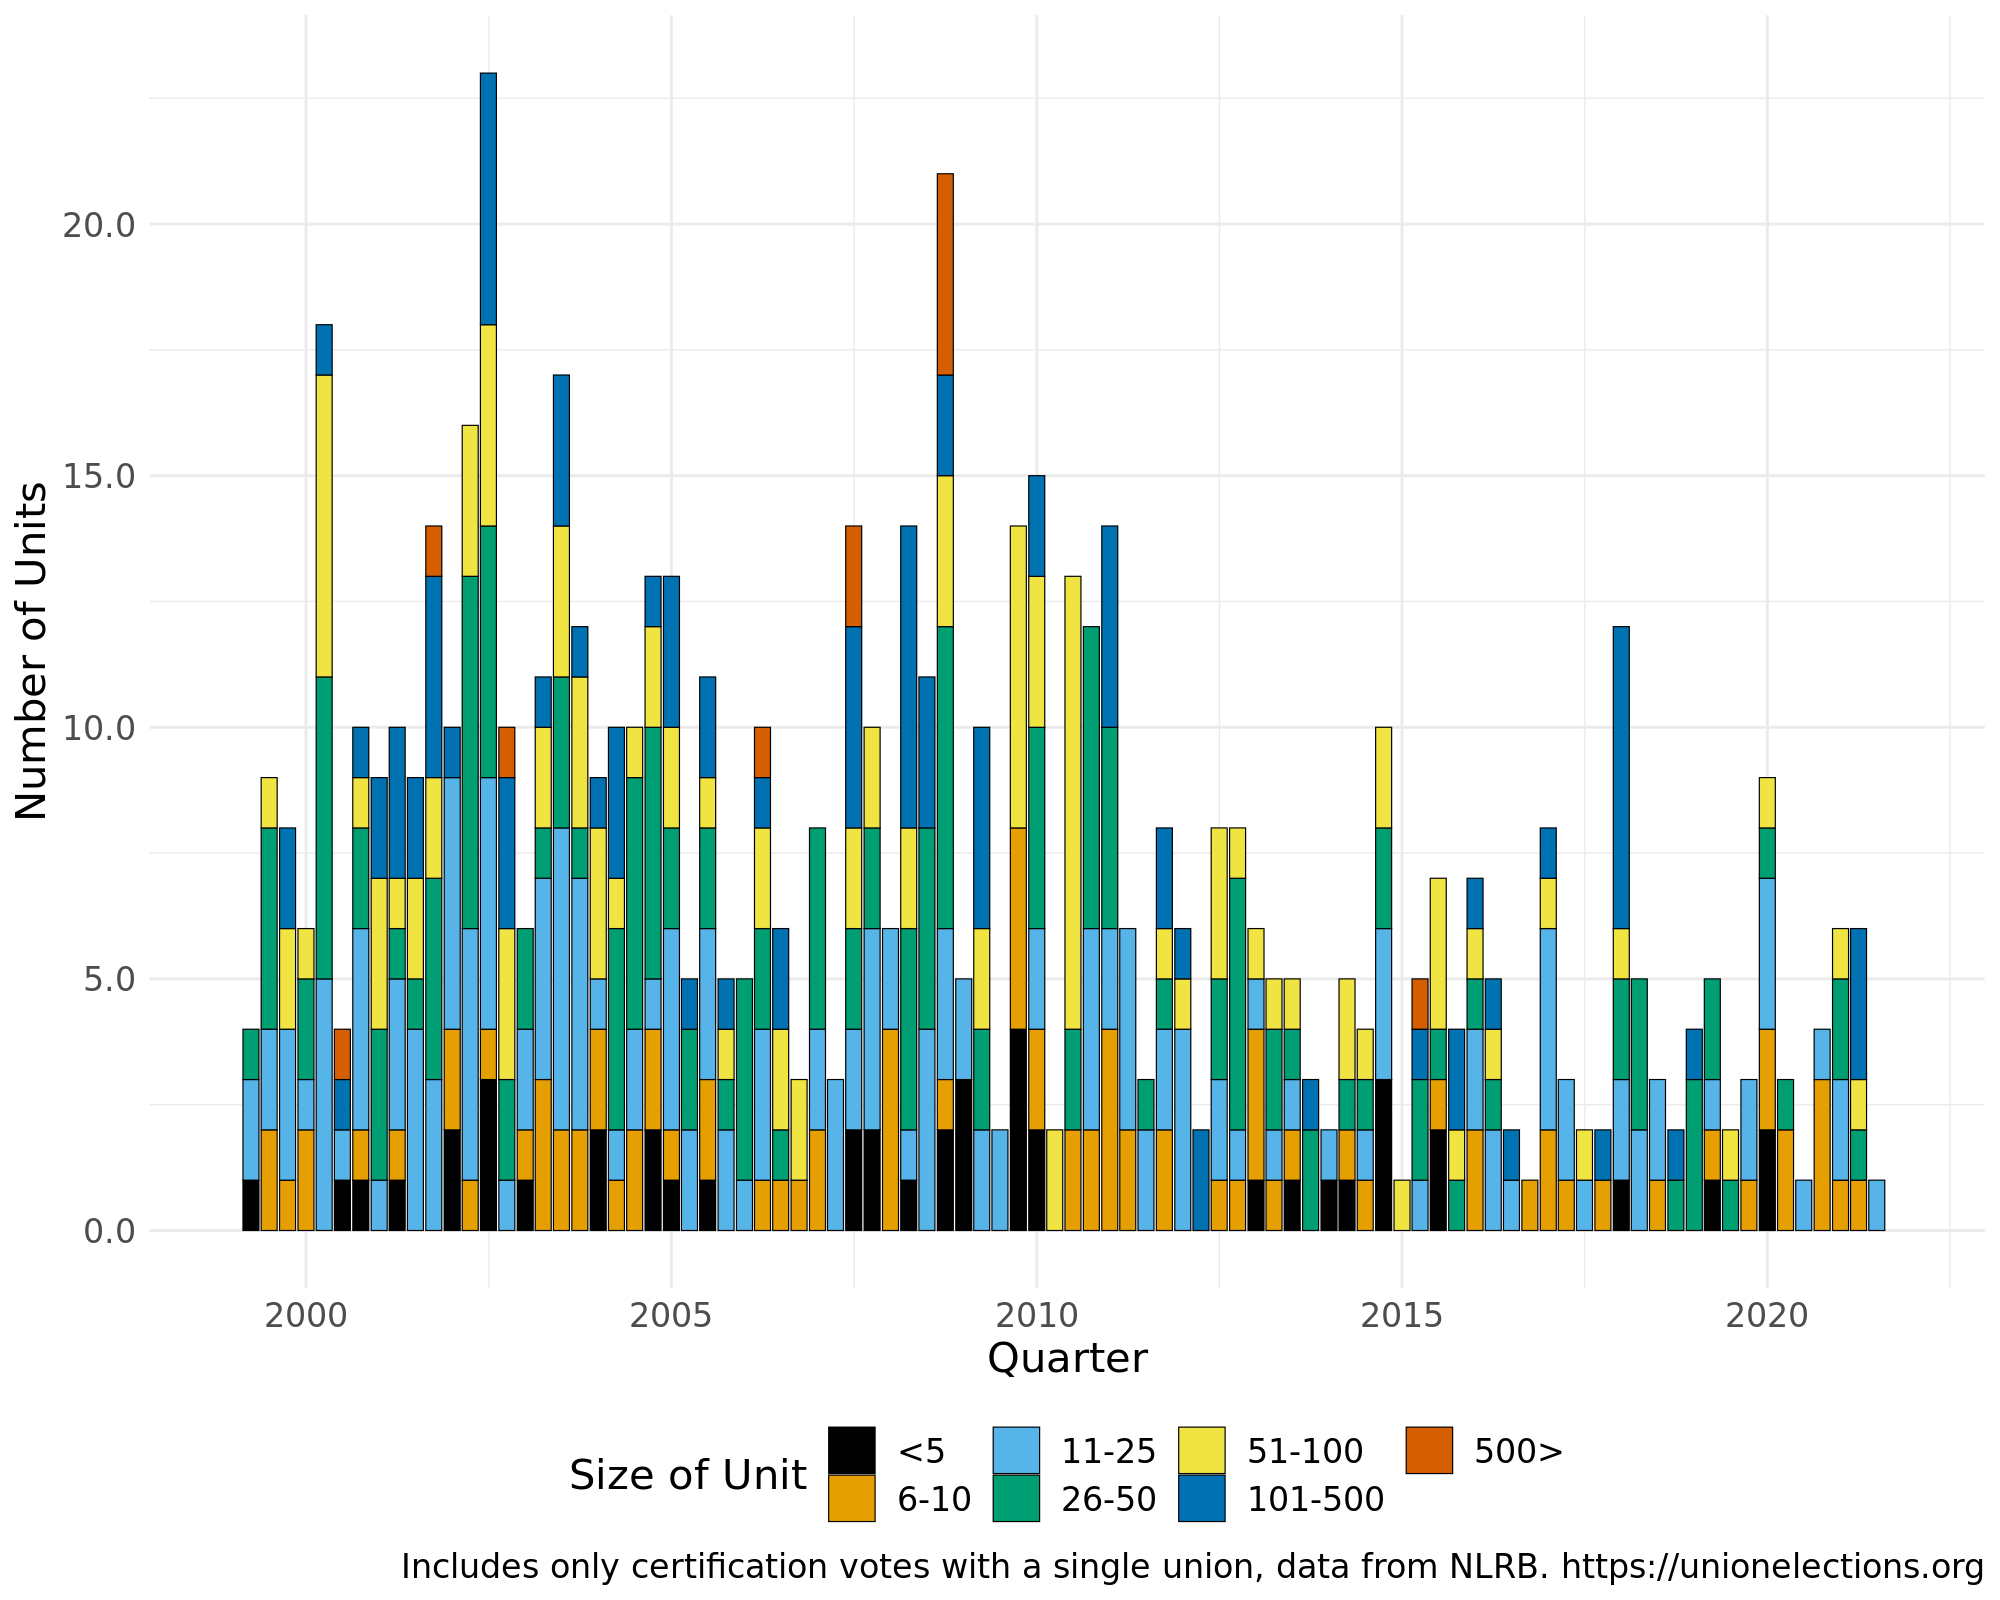 20.0
15.0
10.0
5.0
0.0
Number of Units
2000 2005 2010 2015 2020
Quarter
Size of Unit
<5 11-25 51-100 500>
6-10 26-50 101-500
Includes only certification votes with a single union, data from NLRB. https://unionelections.org